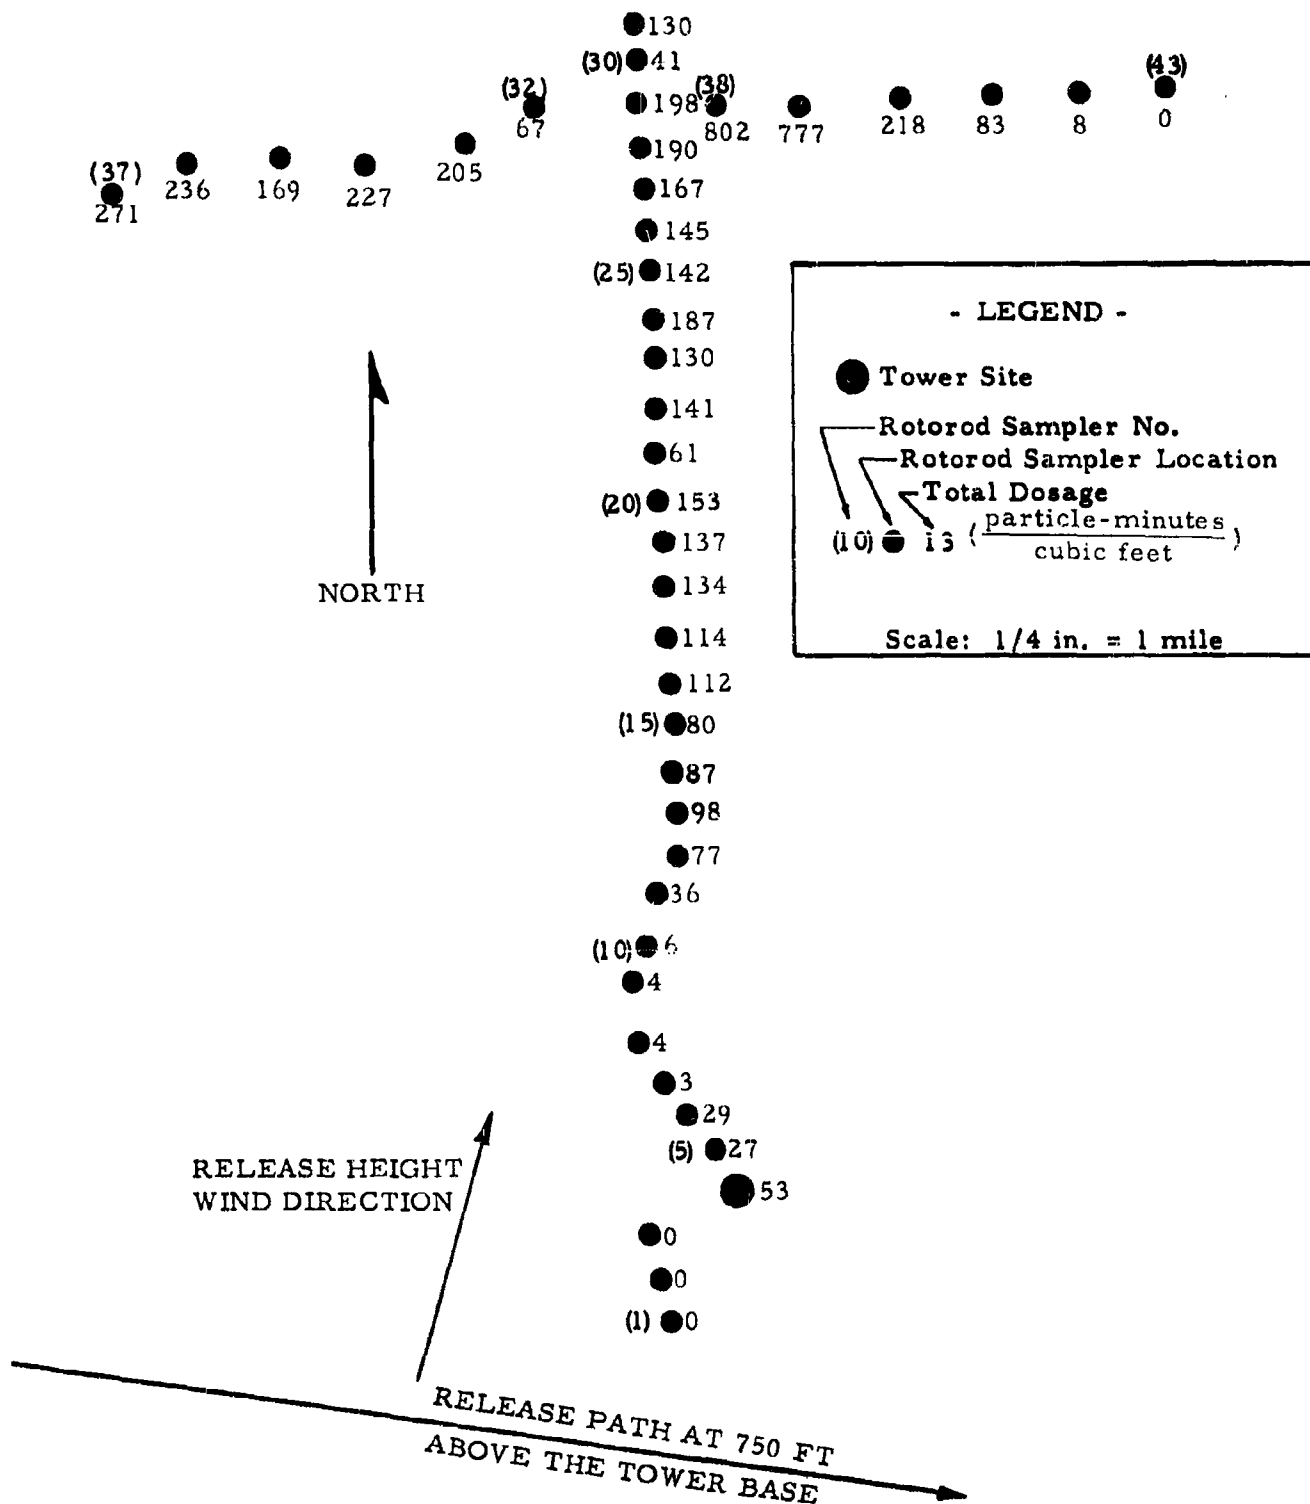 130
(30) 41
(32) 198 (38) (43)
67 802 777 218 83 8 0
190
(37) 236 169 227 205
271
167
145
(25) 142
187
130
141
61
(20) 153
137
134
114
112
(15) 80
87
98
77
36
(10) 6
4
4
3
29
(5) 27
53
0
0
(1) 0
NORTH
- LEGEND -
Tower Site
Rotorod Sampler No.
Rotorod Sampler Location
Total Dosage
(10) 13 (particle-minutes
cubic feet)
Scale: 1/4 in. = 1 mile
RELEASE HEIGHT
WIND DIRECTION
RELEASE PATH AT 750 FT
ABOVE THE TOWER BASE